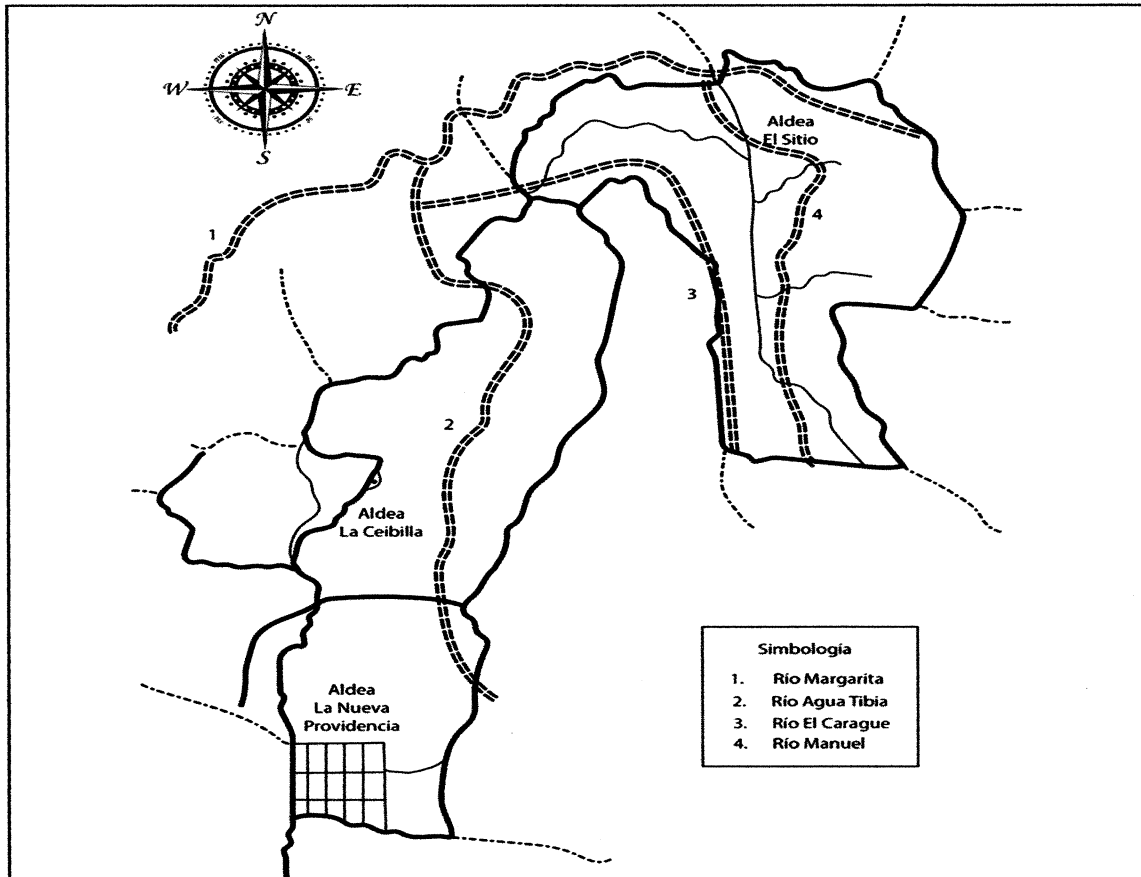 N
W
E
S
Aldea
El Sitio
1
4
3
2
Aldea
La Ceibilla
Aldea
La Nueva
Providencia
Simbología
1. Río Margarita
2. Río Agua Tibia
3. Río El Carague
4. Río Manuel